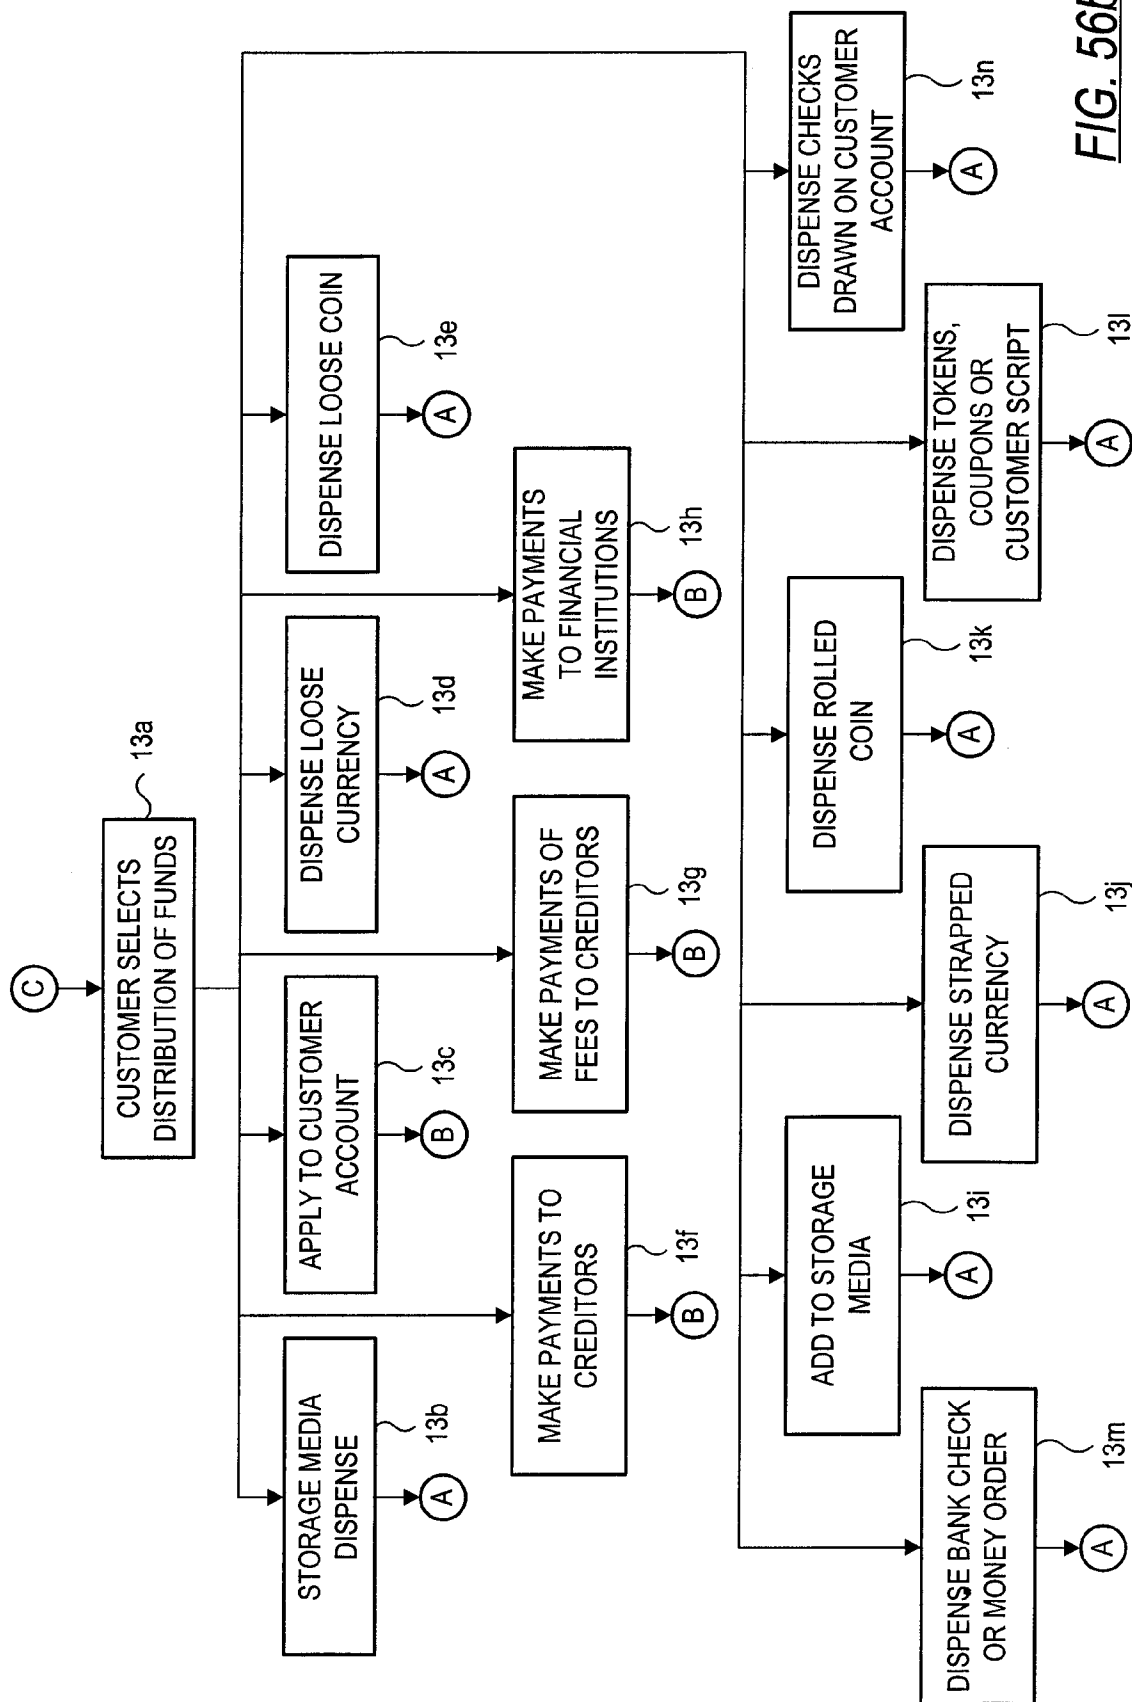 C
CUSTOMER SELECTS
DISTRIBUTION OF FUNDS
13a
STORAGE MEDIA
DISPENSE
13b
A
APPLY TO CUSTOMER
ACCOUNT
13c
B
DISPENSE LOOSE
CURRENCY
13d
A
DISPENSE LOOSE COIN
13e
A
MAKE PAYMENTS TO
CREDITORS
13f
B
MAKE PAYMENTS OF
FEES TO CREDITORS
13g
B
MAKE PAYMENTS
TO FINANCIAL
INSTITUTIONS
13h
B
ADD TO STORAGE
MEDIA
13i
A
DISPENSE ROLLED
COIN
13k
A
DISPENSE CHECKS
DRAWN ON CUSTOMER
ACCOUNT
13n
A
DISPENSE BANK CHECK
OR MONEY ORDER
13m
A
DISPENSE STRAPPED
CURRENCY
13j
A
DISPENSE TOKENS,
COUPONS OR
CUSTOMER SCRIPT
13l
A
FIG. 56b